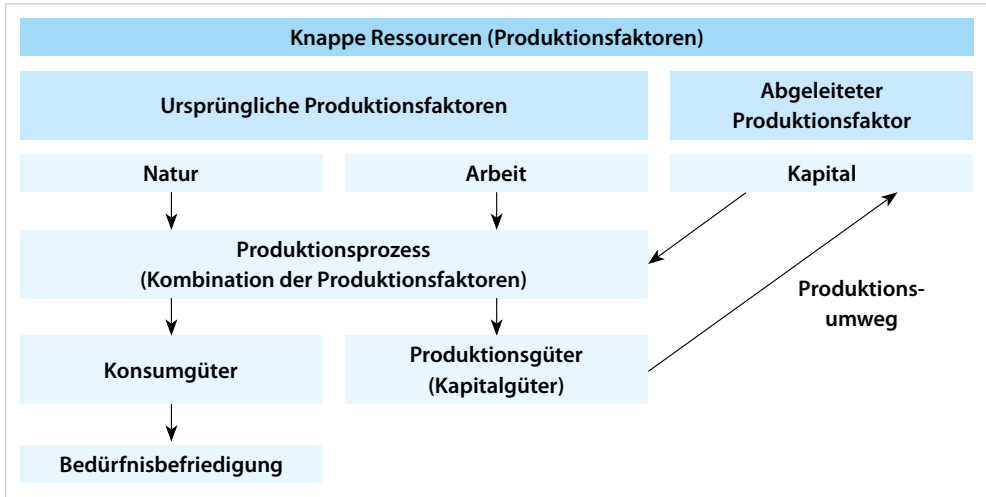 Knappe Ressourcen (Produktionsfaktoren)
Ursprüngliche Produktionsfaktoren
Abgeleiteter
Produktionsfaktor
Natur
Arbeit
Kapital
Produktionsprozess
(Kombination der Produktionsfaktoren)
Produktions-
umweg
Konsumgüter
Produktionsgüter
(Kapitalgüter)
Bedürfnisbefriedigung